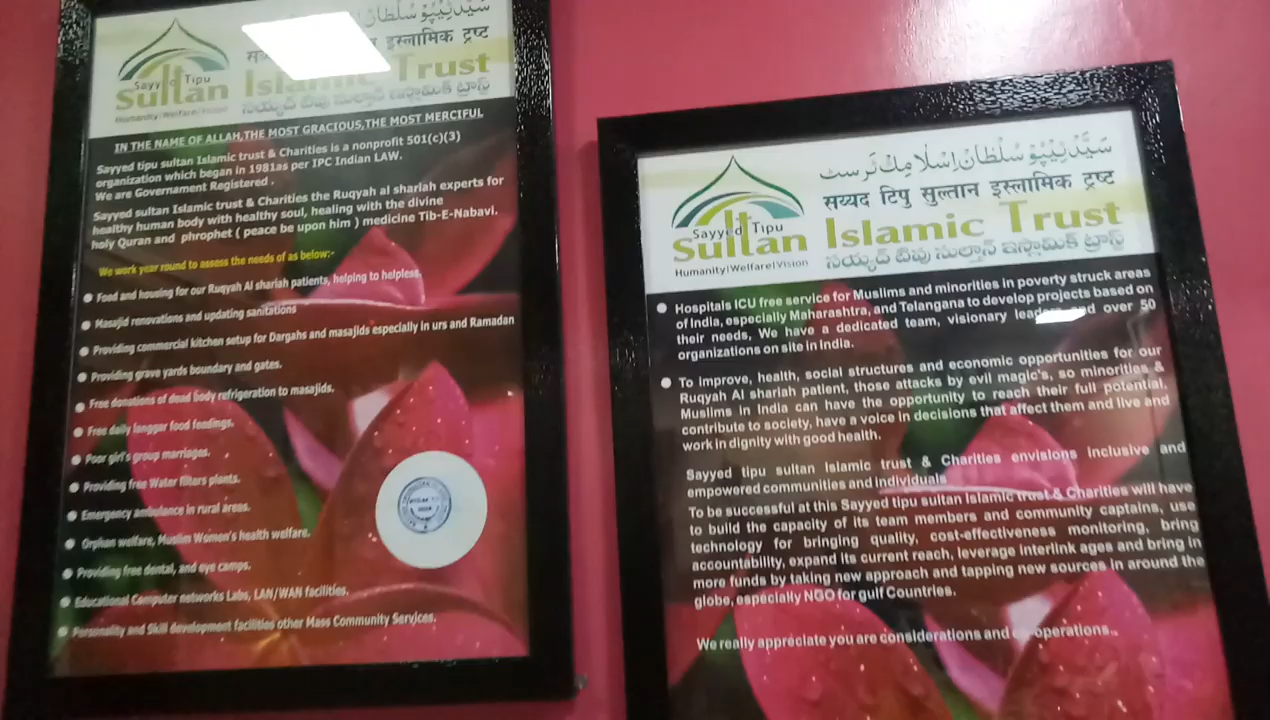 سَيَّدْتِيپُوْ سُلْطَان
इस्लामिक ट्रष्ट
Sayyed Tipu
Sultan
Islamic Trust
Humanity|Welfare|Vision
సయ్యద్ టిపు సుల్తాన్ ఇస్లామిక్ ట్రాస్ట్
IN THE NAME OF ALLAH,THE MOST GRACIOUS,THE MOST MERCIFUL
Sayyed tipu sultan Islamic trust & Charities is a nonprofit 501(c)(3)
organization which began in 1981as per IPC Indian LAW.
We are Governament Registered .
Sayyed sultan Islamic trust & Charities the Ruqyah al shariah experts for
healthy human body with healthy soul, healing with the divine
holy Quran and phrophet ( peace be upon him ) medicine Tib-E-Nabavi.
We work year round to assess the needs of as below:-
Food and housing for our Ruqyah Al shariah patients, helping to helpless.
Masajid renovations and updating sanitations
Providing commercial kitchen setup for Dargahs and masajids especially in urs and Ramadan
Providing grave yards boundary and gates.
Free donations of dead body refrigeration to masajids.
Free daily langgar food feedings.
Poor girl's group marriages.
Providing free Water filters plants.
Emergency ambulance in rural areas.
Orphan welfare, Muslim Women's health welfare.
Providing free dental, and eye camps.
Educational Computer networks Labs, LAN/WAN facilities.
Personality and Skill development facilities other Mass Community Services.
سَيَّدْتِيپُوْ سُلْطَان اِسْلَامِكْ تَرَسْٹ
सय्यद टिपु सुल्तान इस्लामिक ट्रष्ट
Sayyed Tipu
Sultan
Islamic Trust
Humanity|Welfare|Vision
సయ్యద్ టిపు సుల్తాన్ ఇస్లామిక్ ట్రాస్ట్
Hospitals ICU free service for Muslims and minorities in poverty struck areas
of India, especially Maharashtra, and Telangana to develop projects based on
their needs, We have a dedicated team, visionary over 50
organizations on site in India.
To improve, health, social structures and economic opportunities for our
Ruqyah Al shariah patient, those attacks by evil magic's, so minorities &
Muslims in India can have the opportunity to reach their full potential,
contribute to society, have a voice in decisions that affect them and live and
work in dignity with good health.
Sayyed tipu sultan Islamic trust & Charities envisions inclusive and
empowered communities and individuals
To be successful at this Sayyed tipu sultan Islamic trust & Charities will have
to build the capacity of its team members and community captains, use
technology for bringing quality, cost-effectiveness monitoring, bring
accountability, expand its current reach, leverage interlink ages and bring in
more funds by taking new approach and tapping new sources in around the
globe, especially NGO for gulf Countries.
We really appreciate you are considerations and co-operations..